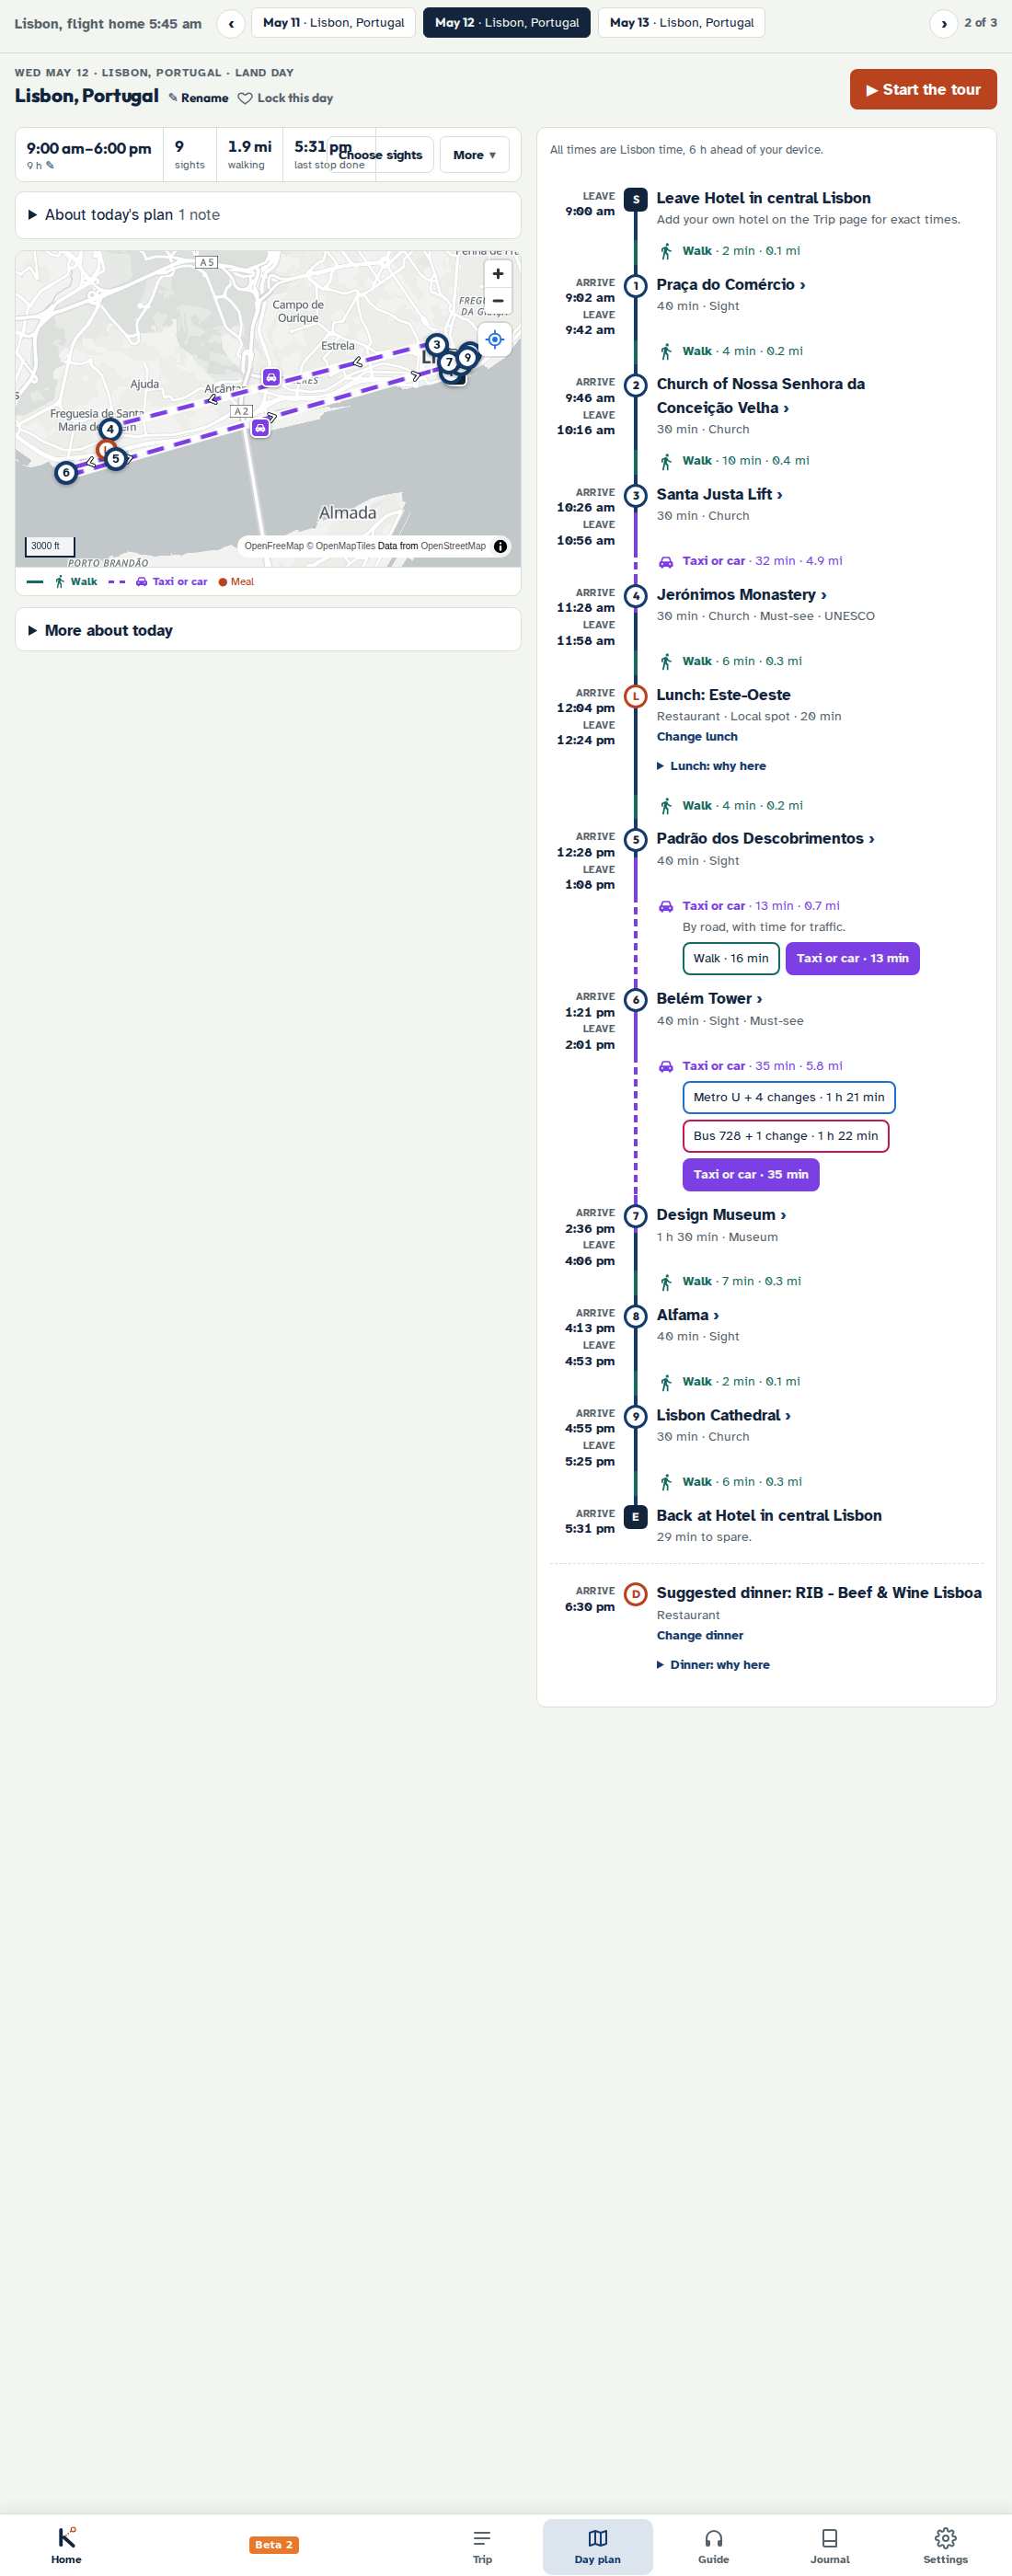 Lisbon, flight home 5:45 am
‹
May 11 · Lisbon, Portugal
May 12 · Lisbon, Portugal
May 13 · Lisbon, Portugal
›
2 of 3
WED MAY 12 · LISBON, PORTUGAL · LAND DAY
Lisbon, Portugal ✎ Rename Lock this day
▶ Start the tour
9:00 am–6:00 pm
9 h ✎
9
sights
1.9 mi
walking
5:31 pm
last stop done
Choose sights
More ▾
▶ About today's plan 1 note
A 5
Campo de
Ourique
Estrela
Ajuda
A 2
Freguesia de Santa
Almada
3
7
9
4
5
6
+
−
3000 ft
PORTO BRANDÃO
OpenFreeMap © OpenMapTiles Data from OpenStreetMap
Walk
Taxi or car
Meal
▶ More about today
All times are Lisbon time, 6 h ahead of your device.
LEAVE
9:00 am
S
Leave Hotel in central Lisbon
Add your own hotel on the Trip page for exact times.
Walk · 2 min · 0.1 mi
ARRIVE
9:02 am
LEAVE
9:42 am
1
Praça do Comércio ›
40 min · Sight
Walk · 4 min · 0.2 mi
ARRIVE
9:46 am
LEAVE
10:16 am
2
Church of Nossa Senhora da
Conceição Velha ›
30 min · Church
Walk · 10 min · 0.4 mi
ARRIVE
10:26 am
LEAVE
10:56 am
3
Santa Justa Lift ›
30 min · Church
Taxi or car · 32 min · 4.9 mi
ARRIVE
11:28 am
LEAVE
11:58 am
4
Jerónimos Monastery ›
30 min · Church · Must-see · UNESCO
Walk · 6 min · 0.3 mi
ARRIVE
12:04 pm
LEAVE
12:24 pm
L
Lunch: Este-Oeste
Restaurant · Local spot · 20 min
Change lunch
▶ Lunch: why here
Walk · 4 min · 0.2 mi
ARRIVE
12:28 pm
LEAVE
1:08 pm
5
Padrão dos Descobrimentos ›
40 min · Sight
Taxi or car · 13 min · 0.7 mi
By road, with time for traffic.
Walk · 16 min
Taxi or car · 13 min
ARRIVE
1:21 pm
LEAVE
2:01 pm
6
Belém Tower ›
40 min · Sight · Must-see
Taxi or car · 35 min · 5.8 mi
Metro U + 4 changes · 1 h 21 min
Bus 728 + 1 change · 1 h 22 min
Taxi or car · 35 min
ARRIVE
2:36 pm
LEAVE
4:06 pm
7
Design Museum ›
1 h 30 min · Museum
Walk · 7 min · 0.3 mi
ARRIVE
4:13 pm
LEAVE
4:53 pm
8
Alfama ›
40 min · Sight
Walk · 2 min · 0.1 mi
ARRIVE
4:55 pm
LEAVE
5:25 pm
9
Lisbon Cathedral ›
30 min · Church
Walk · 6 min · 0.3 mi
ARRIVE
5:31 pm
E
Back at Hotel in central Lisbon
29 min to spare.
ARRIVE
6:30 pm
D
Suggested dinner: RIB - Beef & Wine Lisboa
Restaurant
Change dinner
▶ Dinner: why here
Home
Beta 2
Trip
Day plan
Guide
Journal
Settings